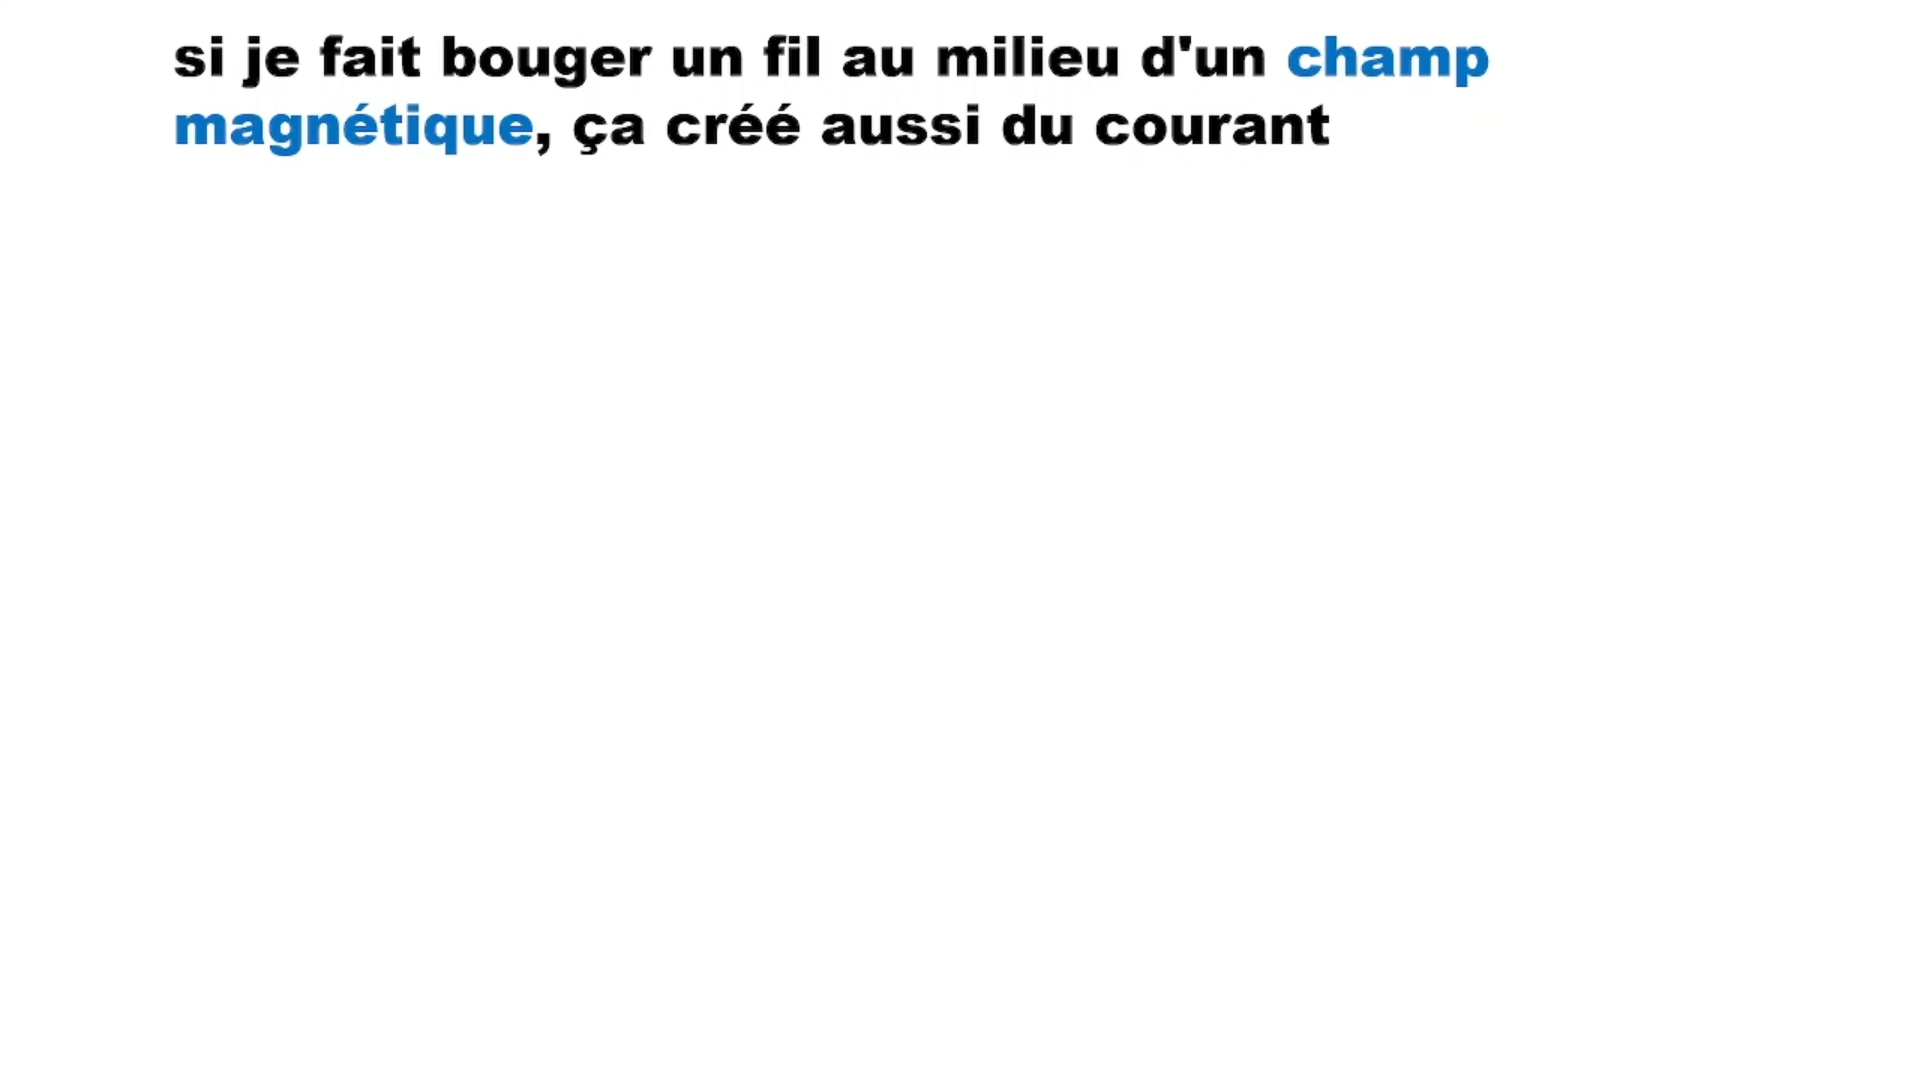 si je fait bouger un fil au milieu d'un champ
magnétique, ça créé aussi du courant